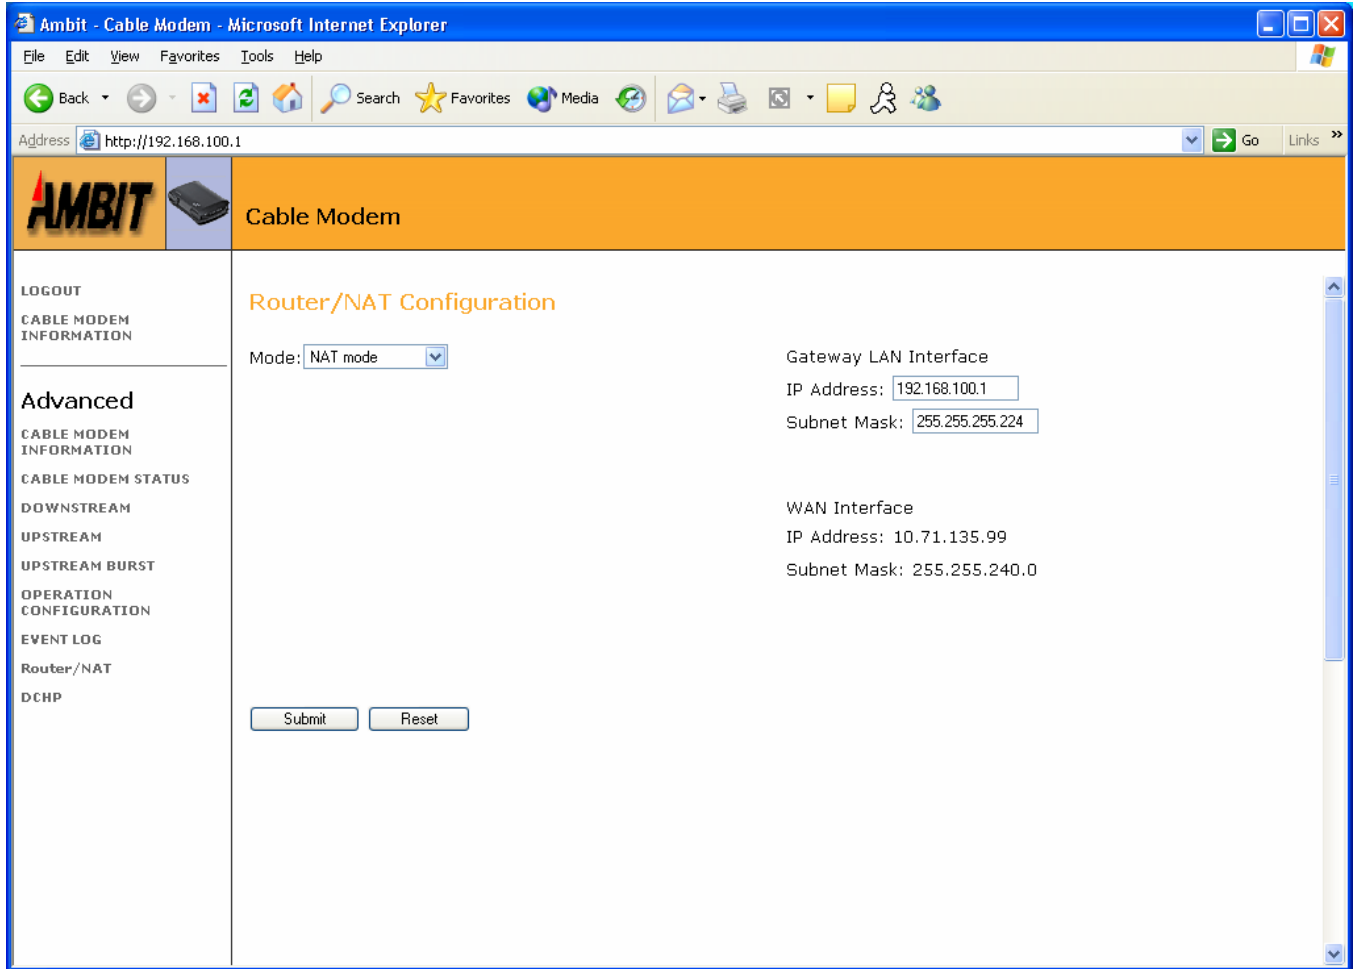 Ambit - Cable Modem - Microsoft Internet Explorer
File Edit View Favorites Tools Help
Back Search Favorites Media
Address http://192.168.100.1 Go Links »
AMBIT
Cable Modem
LOGOUT
CABLE MODEM
INFORMATION
Advanced
CABLE MODEM
INFORMATION
CABLE MODEM STATUS
DOWNSTREAM
UPSTREAM
UPSTREAM BURST
OPERATION
CONFIGURATION
EVENT LOG
Router/NAT
DCHP
Router/NAT Configuration
Mode: NAT mode
Gateway LAN Interface
IP Address: 192.168.100.1
Subnet Mask: 255.255.255.224
WAN Interface
IP Address: 10.71.135.99
Subnet Mask: 255.255.240.0
Submit Reset